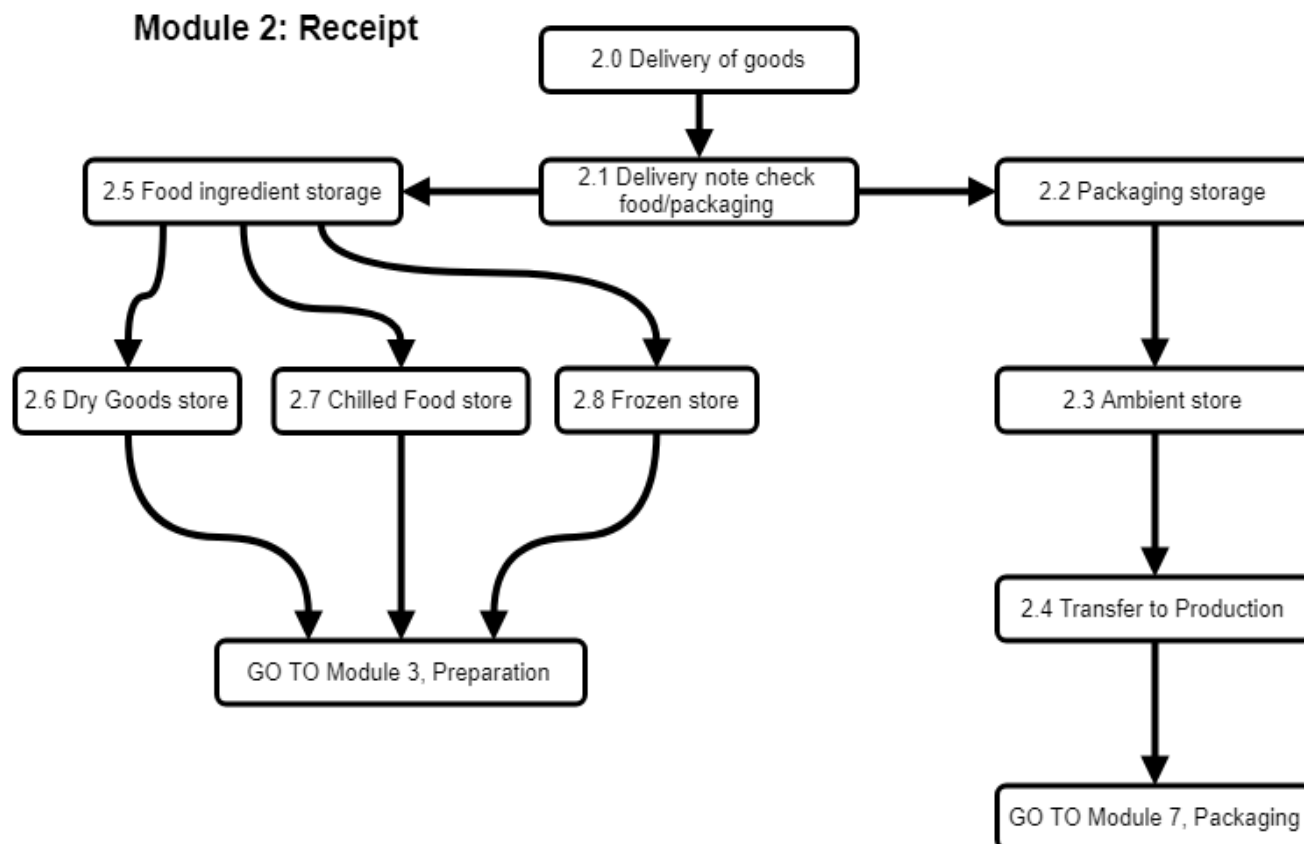 Module 2: Receipt
2.0 Delivery of goods
2.5 Food ingredient storage
2.1 Delivery note check
food/packaging
2.2 Packaging storage
2.6 Dry Goods store
2.7 Chilled Food store
2.8 Frozen store
2.3 Ambient store
2.4 Transfer to Production
GO TO Module 3, Preparation
GO TO Module 7, Packaging